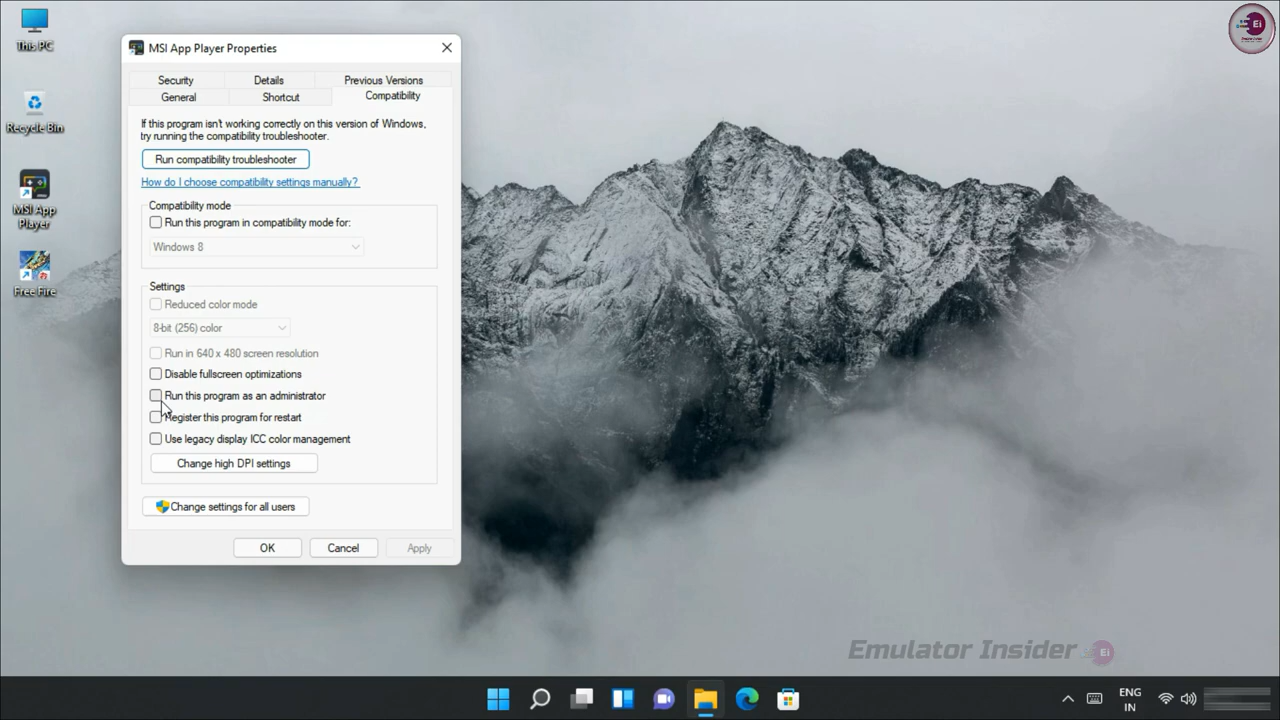 This PC
Recycle Bin
MSI App
Player
Free Fire
MSI App Player Properties
Security
Details
Previous Versions
General
Shortcut
Compatibility
If this program isn't working correctly on this version of Windows,
try running the compatibility troubleshooter.
Run compatibility troubleshooter
How do I choose compatibility settings manually?
Compatibility mode
Run this program in compatibility mode for:
Windows 8
Settings
Reduced color mode
8-bit (256) color
Run in 640 x 480 screen resolution
Disable fullscreen optimizations
Run this program as an administrator
Register this program for restart
Use legacy display ICC color management
Change high DPI settings
Change settings for all users
OK
Cancel
Apply
Ei
Emulator Insider
Ei
ENG
IN